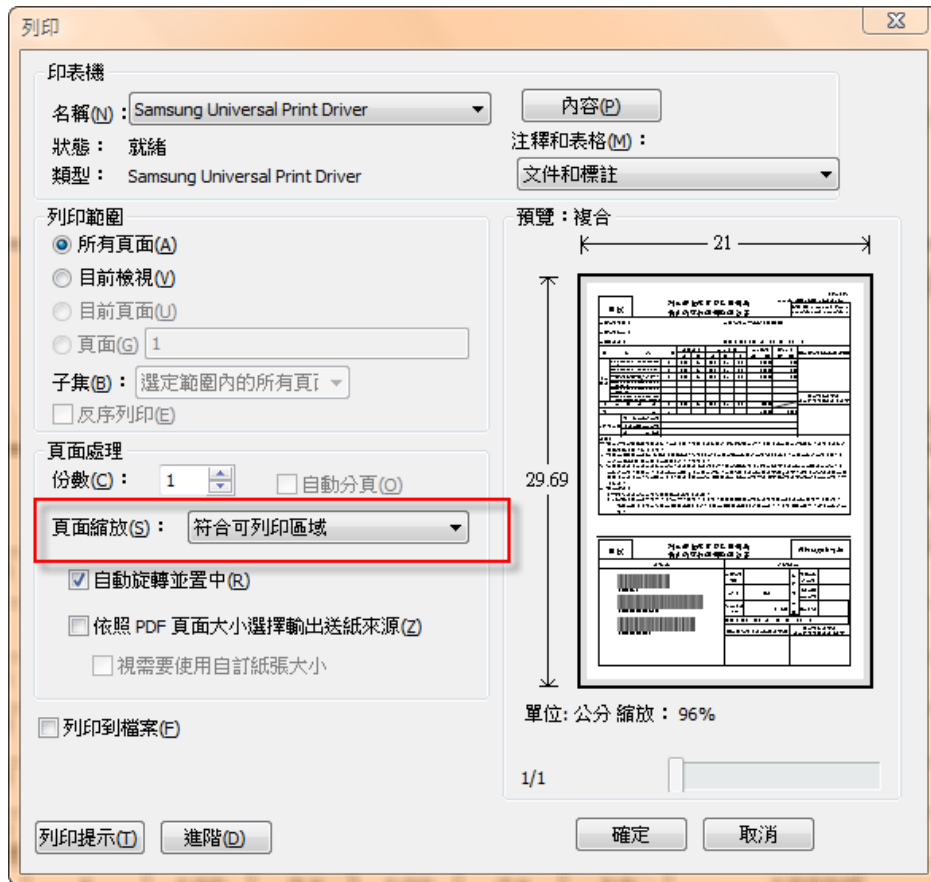 列印
印表機
名稱(N)：Samsung Universal Print Driver
內容(P)
狀態： 就緒
類型： Samsung Universal Print Driver
注釋和表格(M)：
文件和標註
列印範圍
所有頁面(A)
目前檢視(V)
目前頁面(U)
頁面(G) 1
子集(B)： 選定範圍內的所有頁
反序列印(E)
頁面處理
份數(C)： 1
自動分頁(O)
頁面縮放(S)： 符合可列印區域
自動旋轉並置中(R)
依照 PDF 頁面大小選擇輸出送紙來源(Z)
視需要使用自訂紙張大小
列印到檔案(F)
預覽：複合
21
29.69
單位: 公分 縮放： 96%
1/1
列印提示(T)
進階(D)
確定
取消